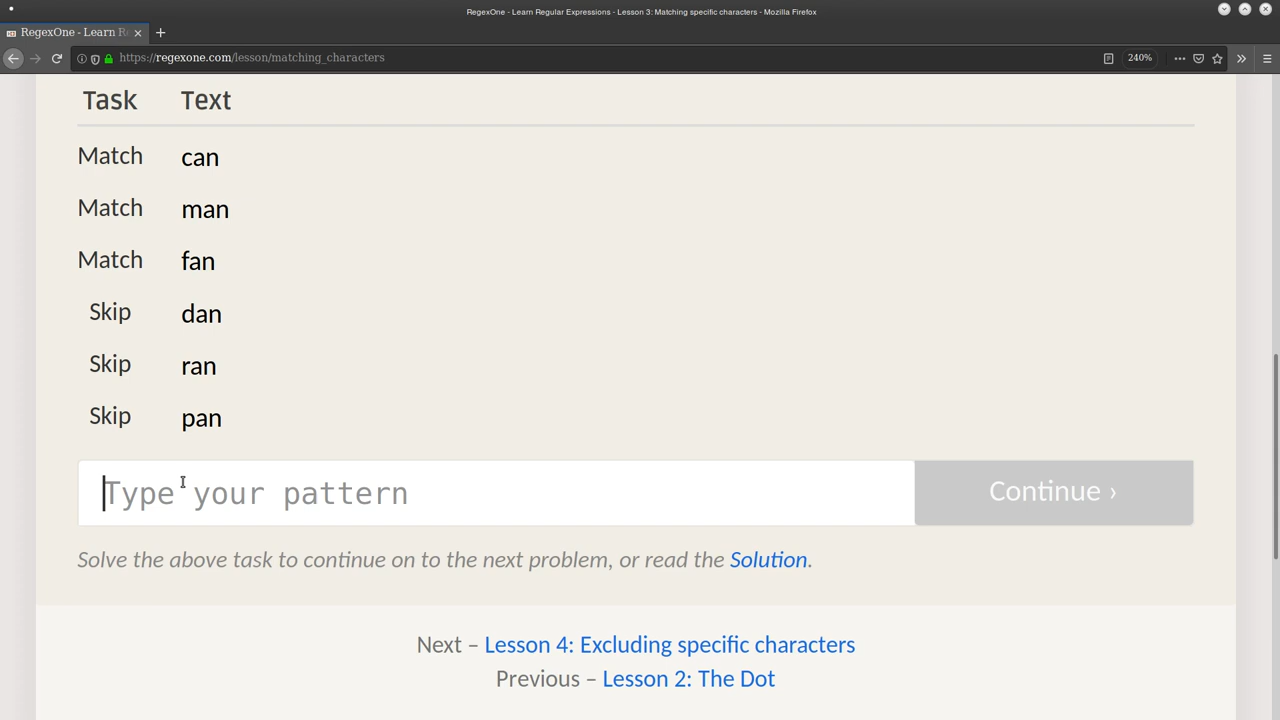 RegexOne - Learn Regular Expressions - Lesson 3: Matching specific characters - Mozilla Firefox
RegexOne - Learn R
https://regexone.com/lesson/matching_characters
240%
Task Text
Match can
Match man
Match fan
Skip dan
Skip ran
Skip pan
Type your pattern
Continue ›
Solve the above task to continue on to the next problem, or read the Solution.
Next – Lesson 4: Excluding specific characters
Previous – Lesson 2: The Dot